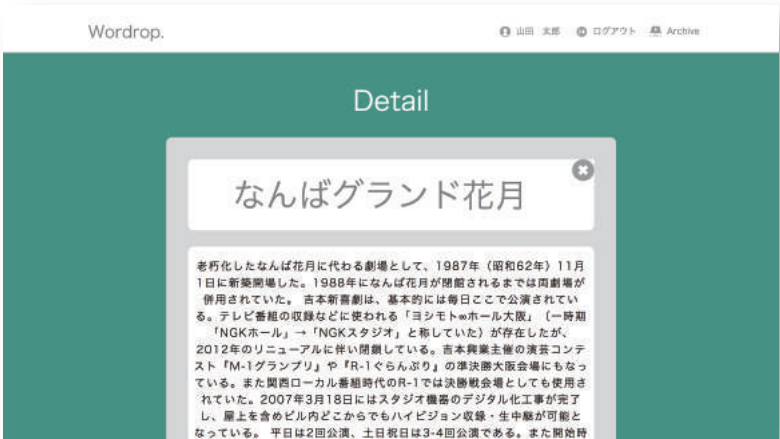 Wordrop.
山田 太郎 ログアウト Archive
Detail
なんばグランド花月
老朽化したなんば花月に代わる劇場として、1987年（昭和62年）11月
1日に新築開場した。1988年になんば花月が閉館されるまでは両劇場が
併用されていた。 吉本新喜劇は、基本的には毎日ここで公演されてい
る。テレビ番組の収録などに使われる「ヨシモト∞ホール大阪」（一時期
「NGKホール」→「NGKスタジオ」と称していた）が存在したが、
2012年のリニューアルに伴い閉鎖している。吉本興業主催の演芸コンテ
スト『M-1グランプリ』や『R-1ぐらんぷり』の準決勝大阪会場にもなっ
ている。また関西ローカル番組時代のR-1では決勝戦会場としても使用さ
れていた。2007年3月18日にはスタジオ機器のデジタル化工事が完了
し、屋上を含めビル内どこからでもハイビジョン収録・生中継が可能と
なっている。 平日は2回公演、土日祝日は3-4回公演である。また開始時